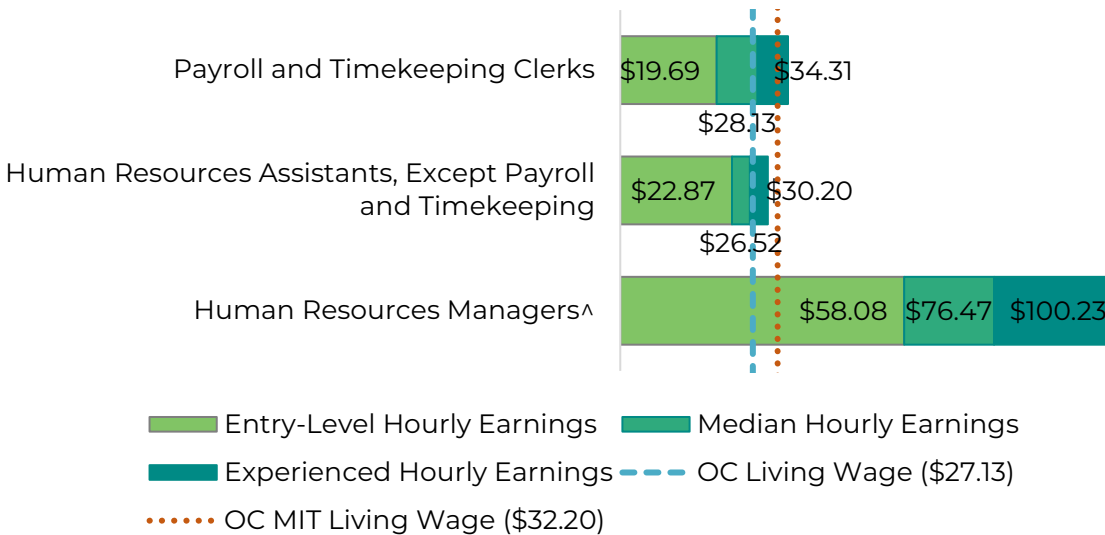 Payroll and Timekeeping Clerks
$19.69
$34.31
$28.13
Human Resources Assistants, Except Payroll
and Timekeeping
$22.87
$30.20
$26.52
Human Resources Managers^
$58.08
$76.47
$100.23
Entry-Level Hourly Earnings
Median Hourly Earnings
Experienced Hourly Earnings
OC Living Wage ($27.13)
OC MIT Living Wage ($32.20)